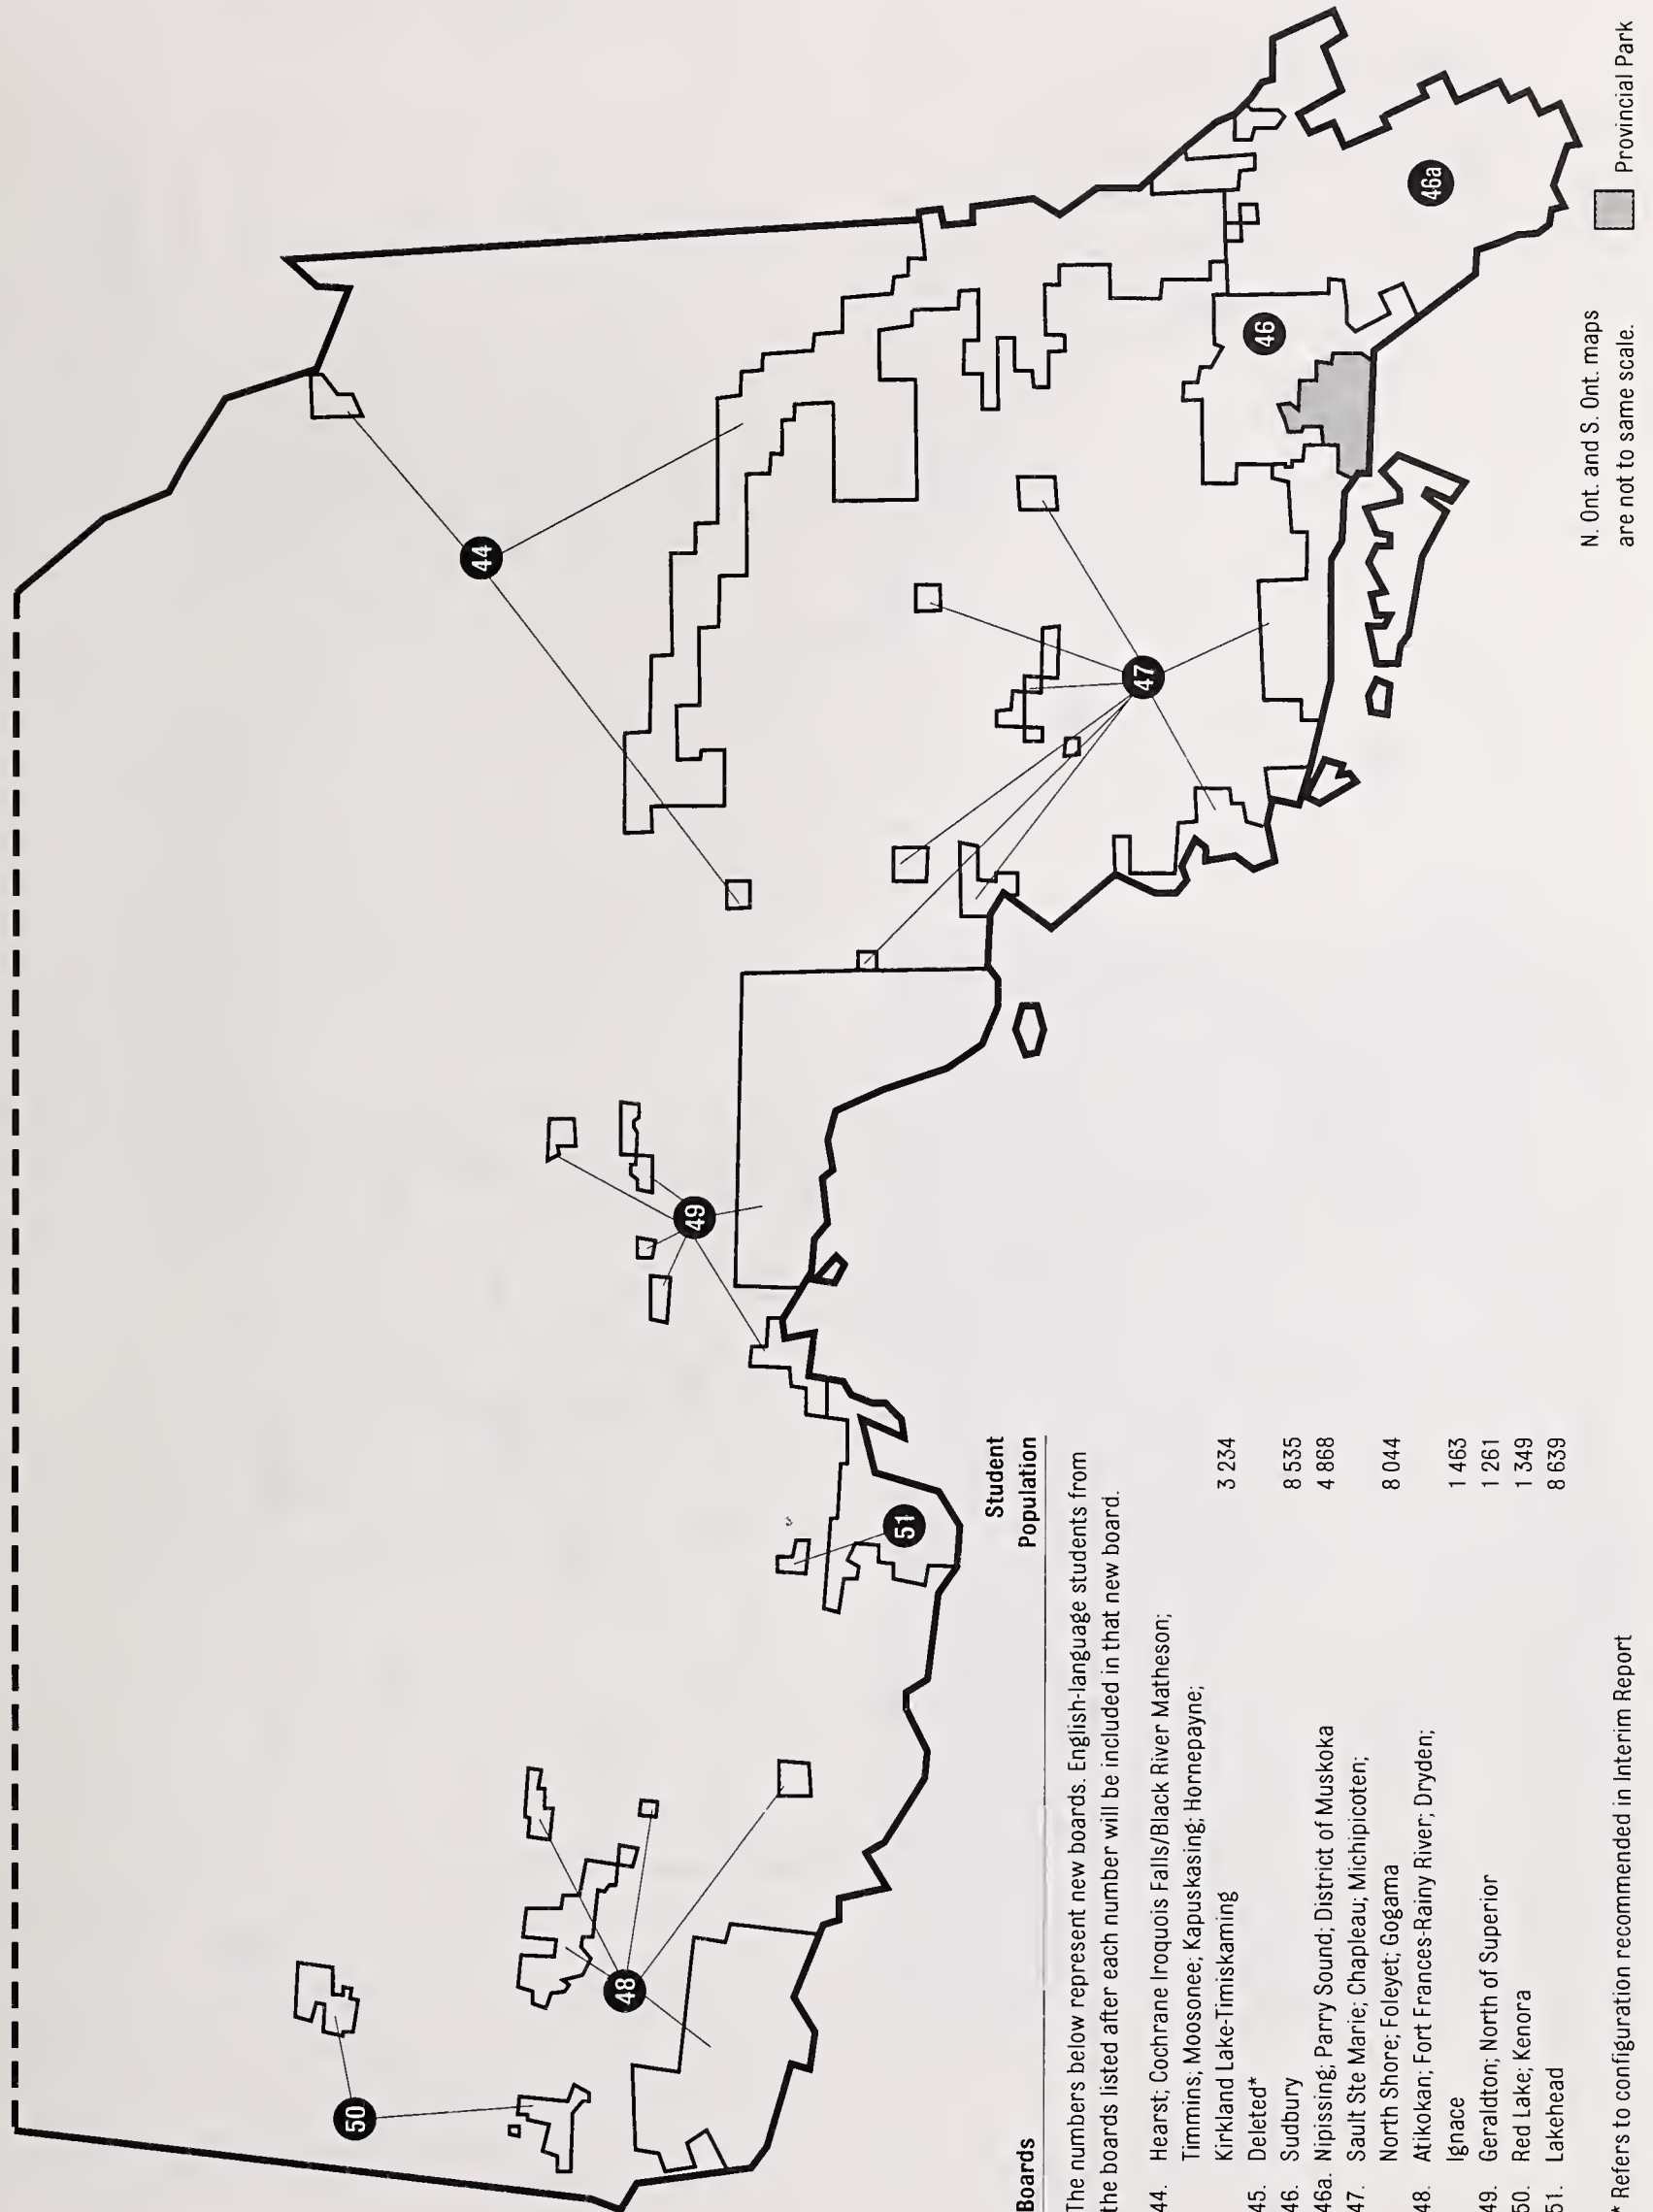 50
48
49
51
44
47
46
46a
N. Ont. and S. Ont. maps
are not to same scale.
Provincial Park
Boards
Student
Population
The numbers below represent new boards. English-language students from
the boards listed after each number will be included in that new board.
44. Hearst; Cochrane Iroquois Falls/Black River Matheson;
Timmins; Moosonee; Kapuskasing; Hornepayne;
Kirkland Lake-Timiskaming 3 234
45. Deleted*
46. Sudbury 8 535
46a. Nipissing; Parry Sound; District of Muskoka 4 868
47. Sault Ste Marie; Chapleau; Michipicoten;
North Shore; Foleyet; Gogama 8 044
48. Atikokan; Fort Frances-Rainy River; Dryden;
Ignace 1 463
49. Geraldton; North of Superior 1 261
50. Red Lake; Kenora 1 349
51. Lakehead 8 639
* Refers to configuration recommended in Interim Report